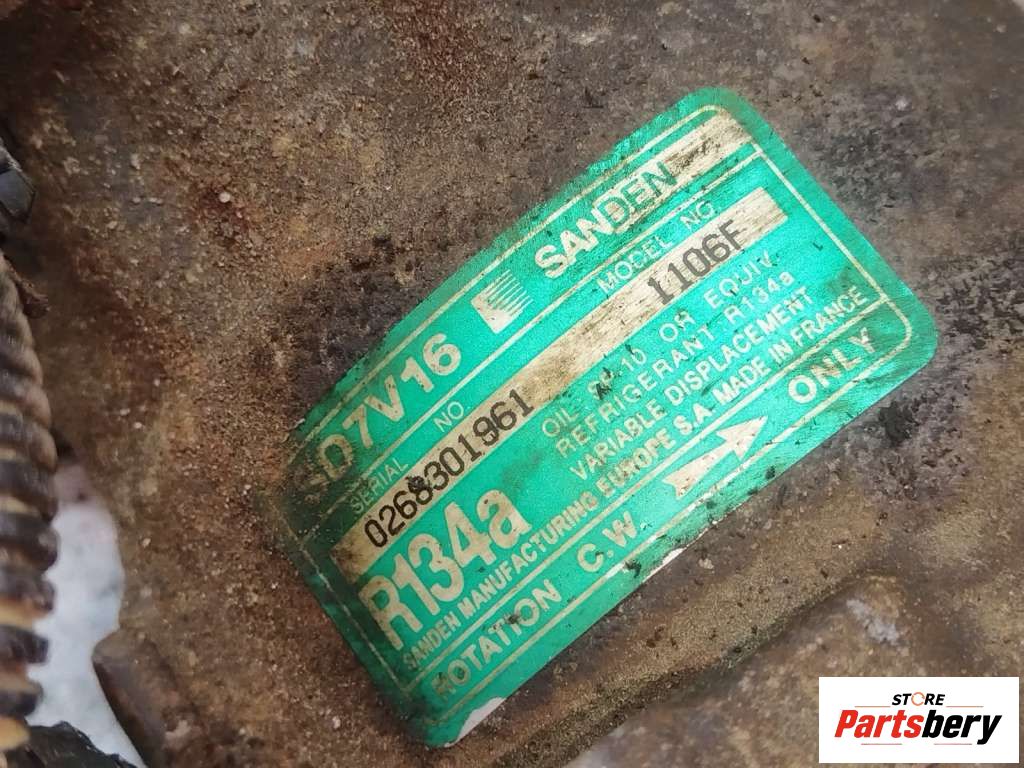 SD7V16 SANDEN
SERIAL NO. MODEL NO.
0268301961 1106F
R134a
OIL 10 OR EQUIV.
REFRIGERANT R134a
VARIABLE DISPLACEMENT
SANDEN MANUFACTURING EUROPE S.A. MADE IN FRANCE
ROTATION C.W. ONLY
STORE
Partsbery